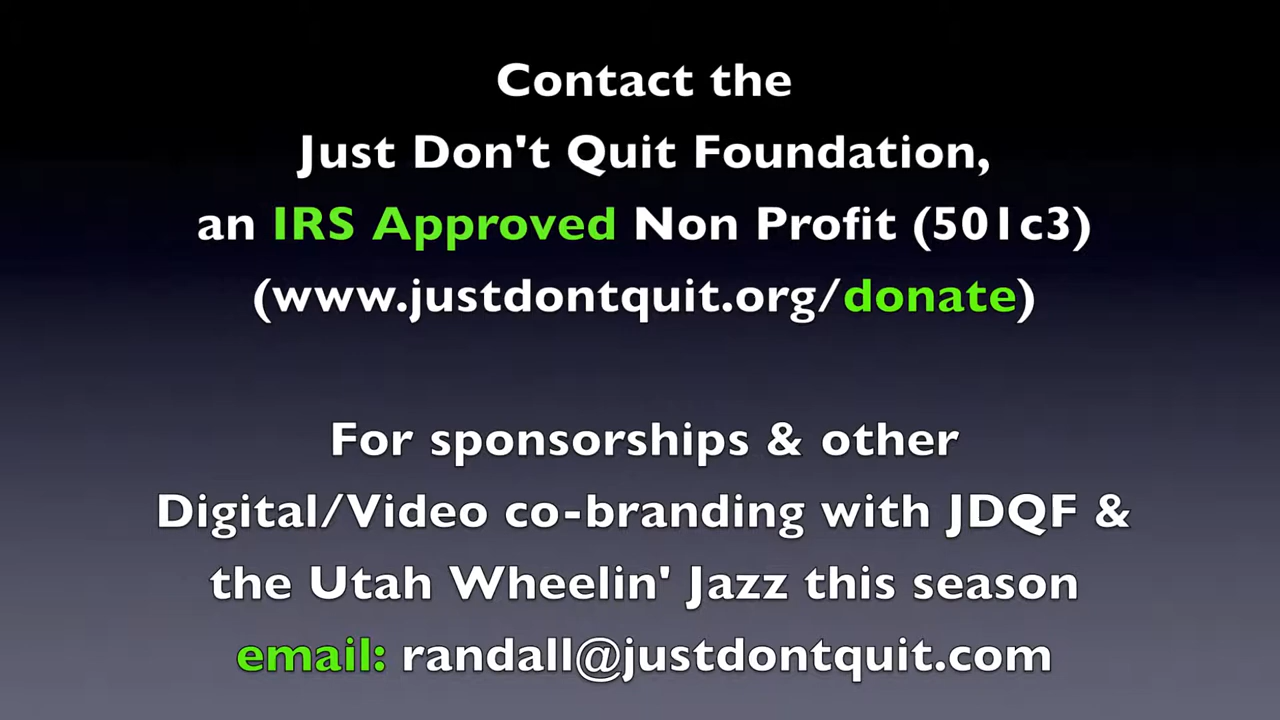 Contact the
Just Don't Quit Foundation,
an IRS Approved Non Profit (501c3)
(www.justdontquit.org/donate)
For sponsorships & other
Digital/Video co-branding with JDQF &
the Utah Wheelin' Jazz this season
email: randall@justdontquit.com